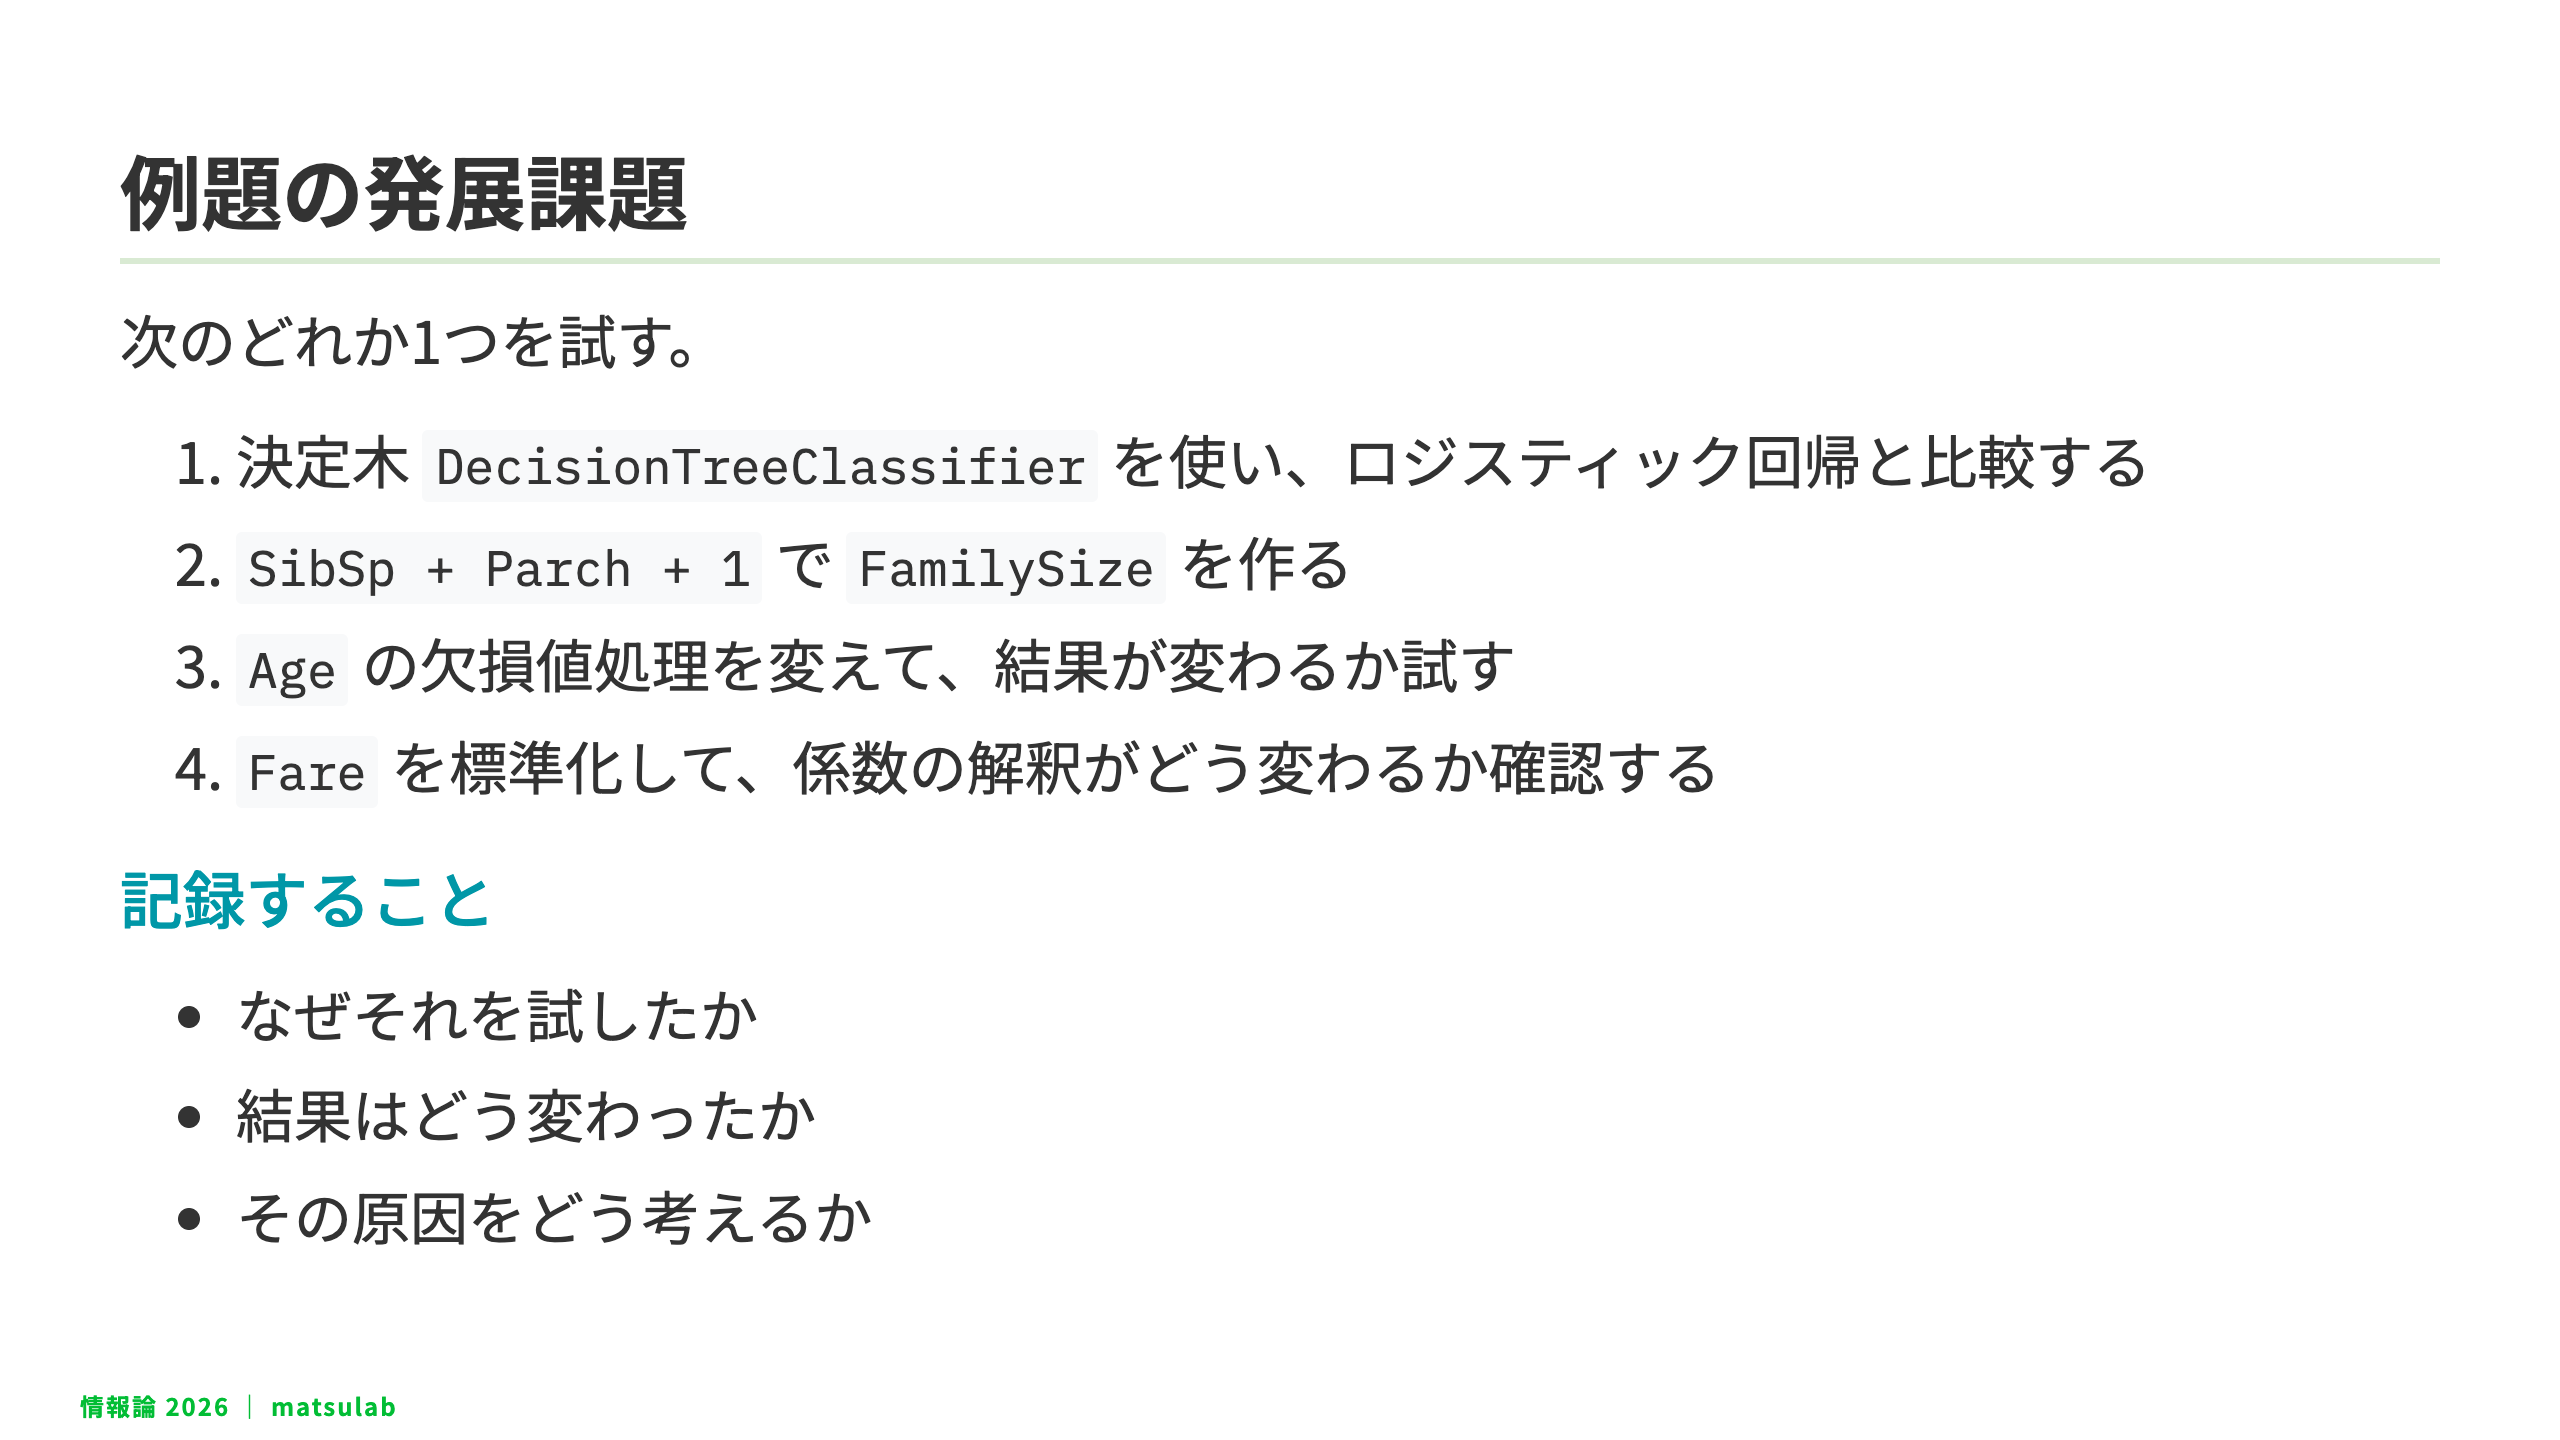 例題の発展課題
次のどれか1つを試す。
1. 決定木 DecisionTreeClassifier を使い、ロジスティック回帰と比較する
2. SibSp + Parch + 1 で FamilySize を作る
3. Age の欠損値処理を変えて、結果が変わるか試す
4. Fare を標準化して、係数の解釈がどう変わるか確認する
記録すること
• なぜそれを試したか
• 結果はどう変わったか
• その原因をどう考えるか
情報論 2026 | matsulab